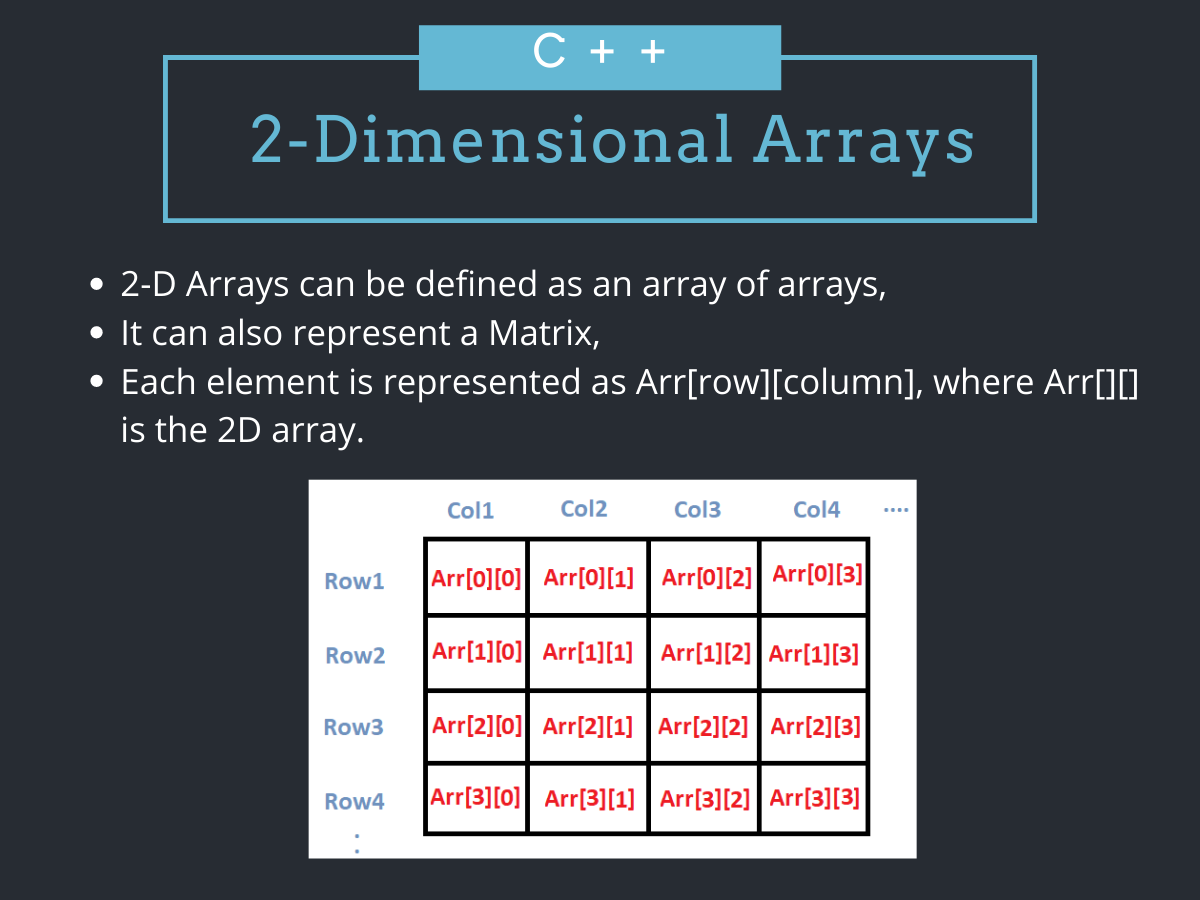 C + +
2-Dimensional Arrays
• 2-D Arrays can be defined as an array of arrays,
• It can also represent a Matrix,
• Each element is represented as Arr[row][column], where Arr[][]
is the 2D array.
Col1 Col2 Col3 Col4 ....
Row1 Arr[0][0] Arr[0][1] Arr[0][2] Arr[0][3]
Row2 Arr[1][0] Arr[1][1] Arr[1][2] Arr[1][3]
Row3 Arr[2][0] Arr[2][1] Arr[2][2] Arr[2][3]
Row4 Arr[3][0] Arr[3][1] Arr[3][2] Arr[3][3]
: